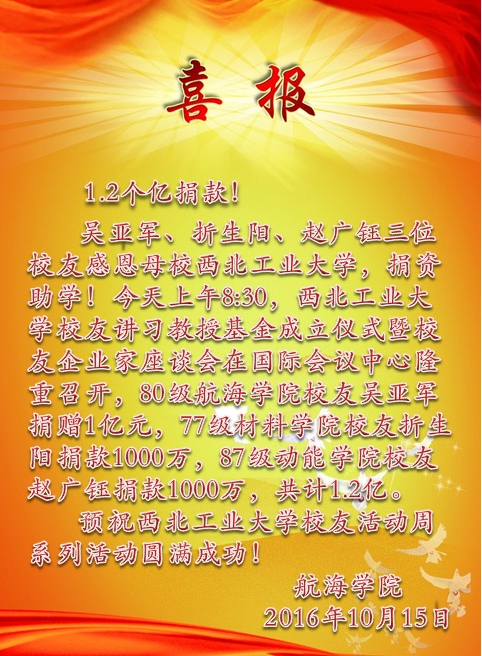 喜 报
1.2个亿捐款！
吴亚军、折生阳、赵广钰三位
校友感恩母校西北工业大学，捐资
助学！今天上午8:30，西北工业大
学校友讲习教授基金成立仪式暨校
友企业家座谈会在国际会议中心隆
重召开，80级航海学院校友吴亚军
捐赠1亿元，77级材料学院校友折生
阳捐款1000万，87级动能学院校友
赵广钰捐款1000万，共计1.2亿。
预祝西北工业大学校友活动周
系列活动圆满成功！
航海学院
2016年10月15日